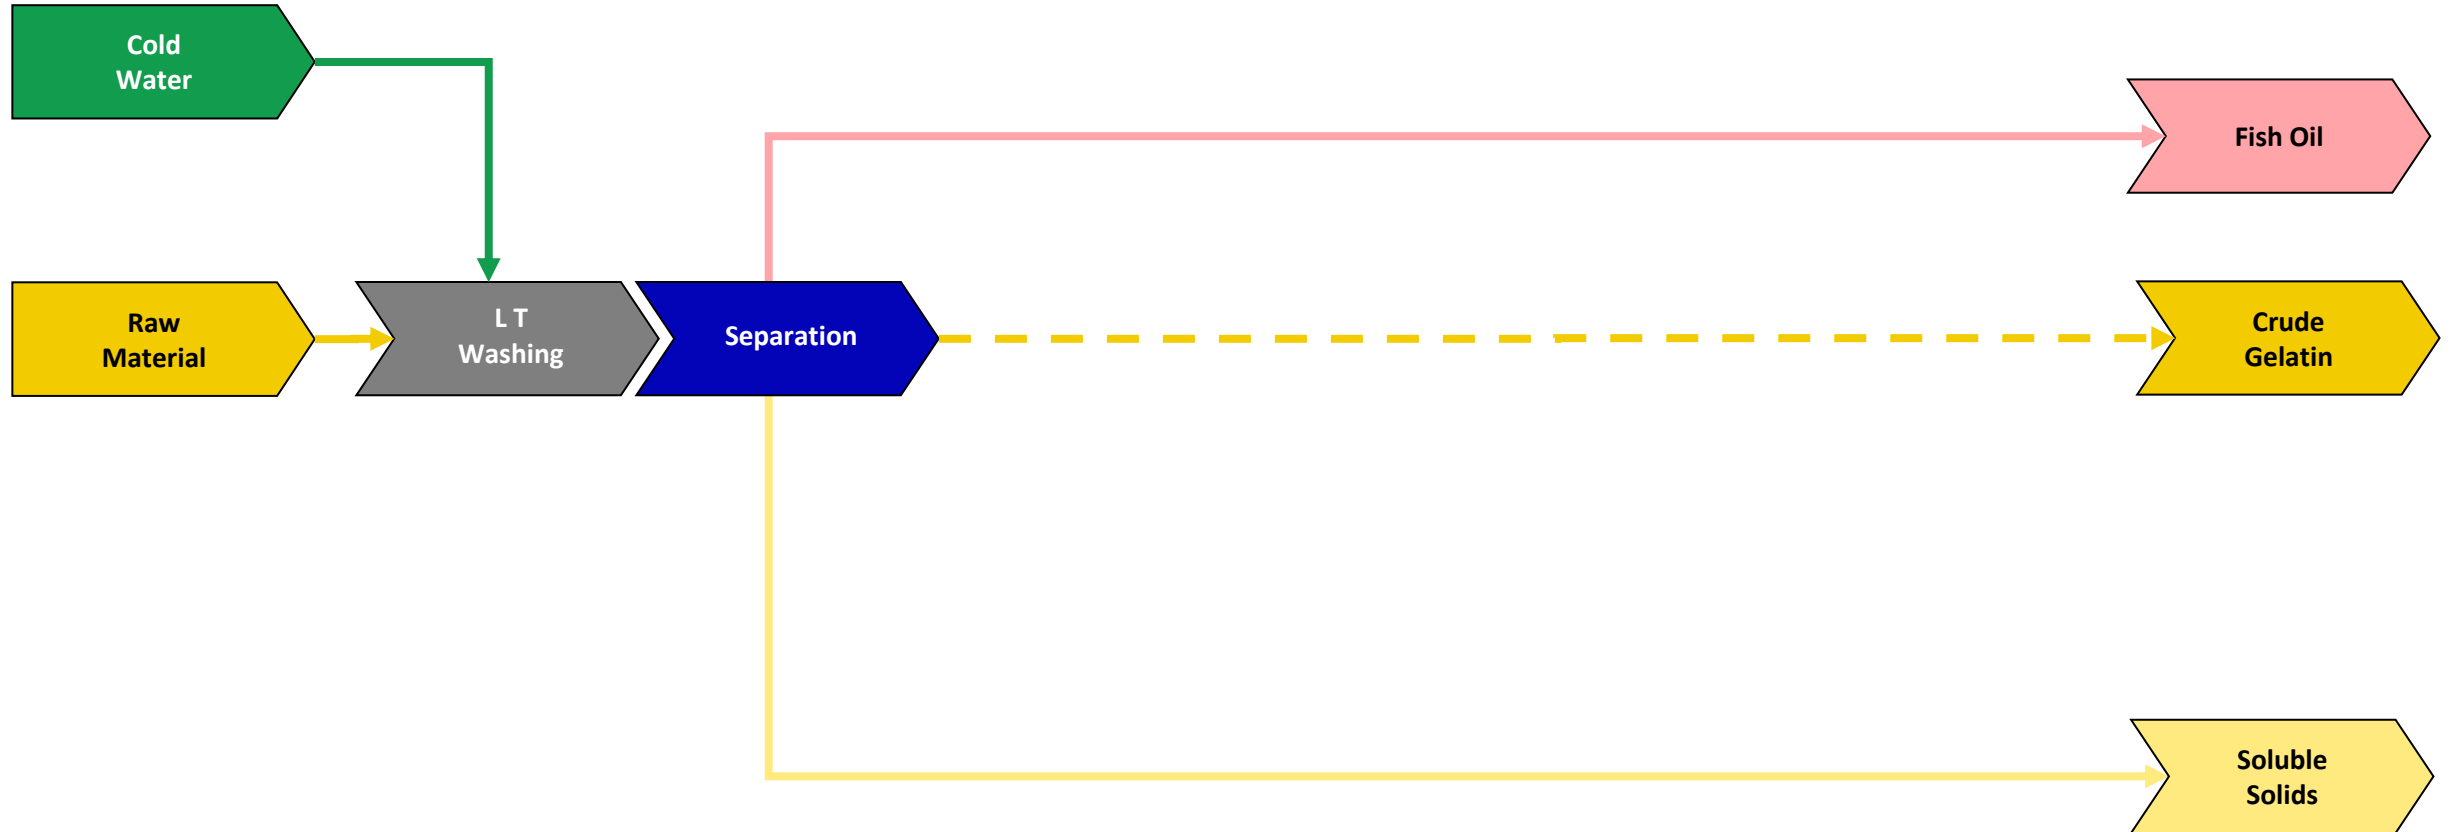 Cold
Water
Fish Oil
Raw
Material
L T
Washing
Separation
Crude
Gelatin
Soluble
Solids